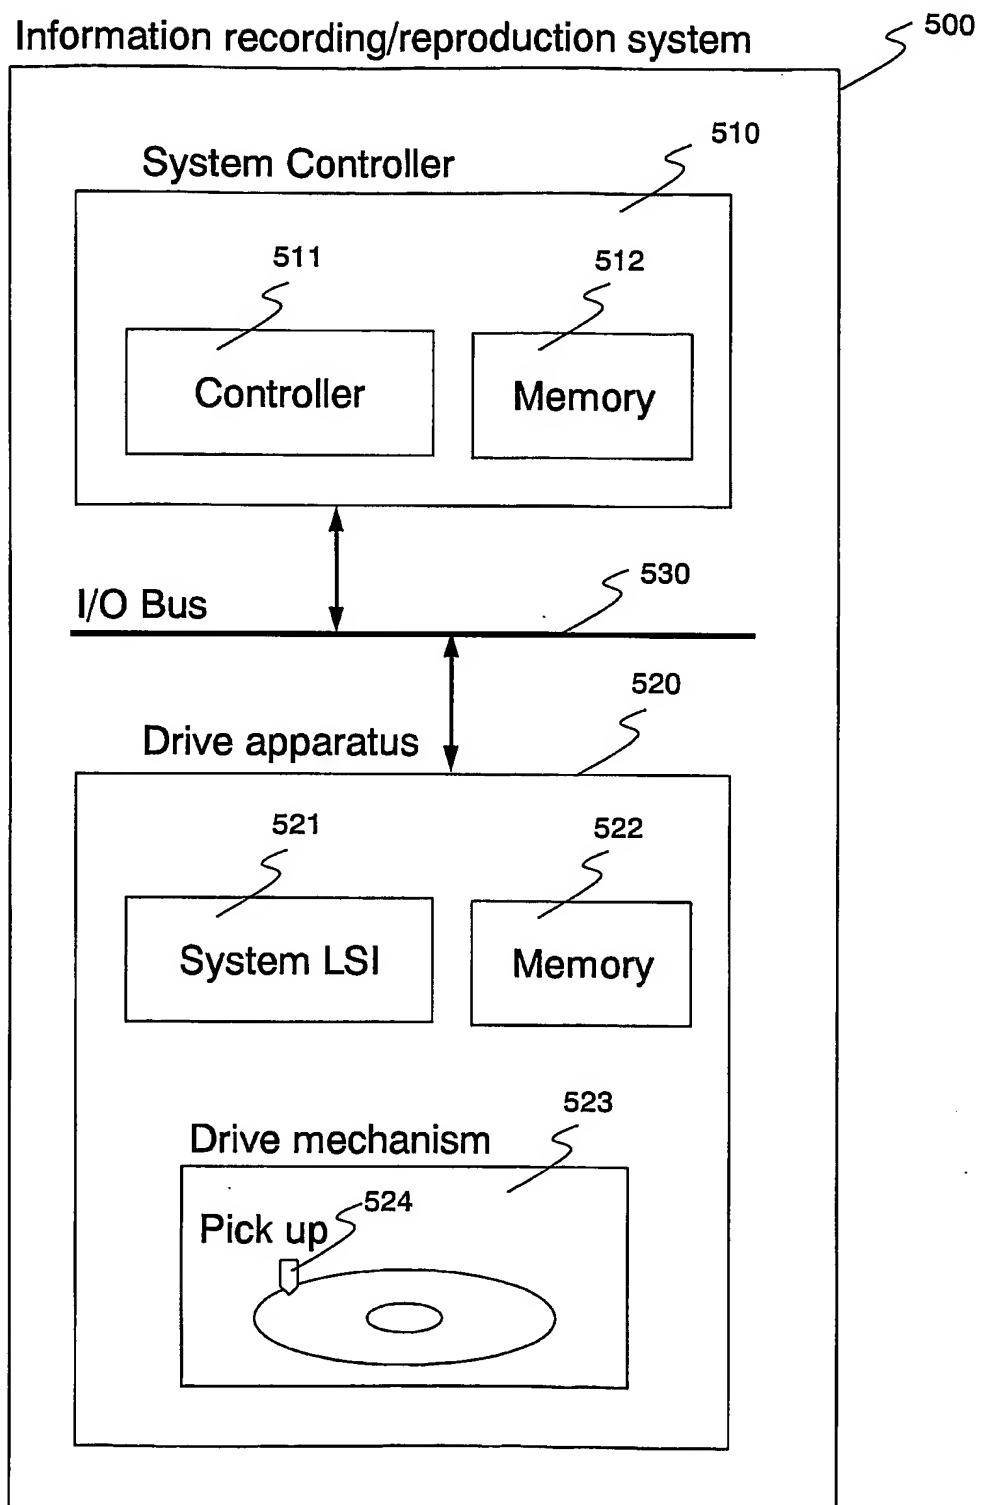 Information recording/reproduction system
500
System Controller
510
511
512
Controller
Memory
I/O Bus
530
520
Drive apparatus
521
522
System LSI
Memory
523
Drive mechanism
524
Pick up